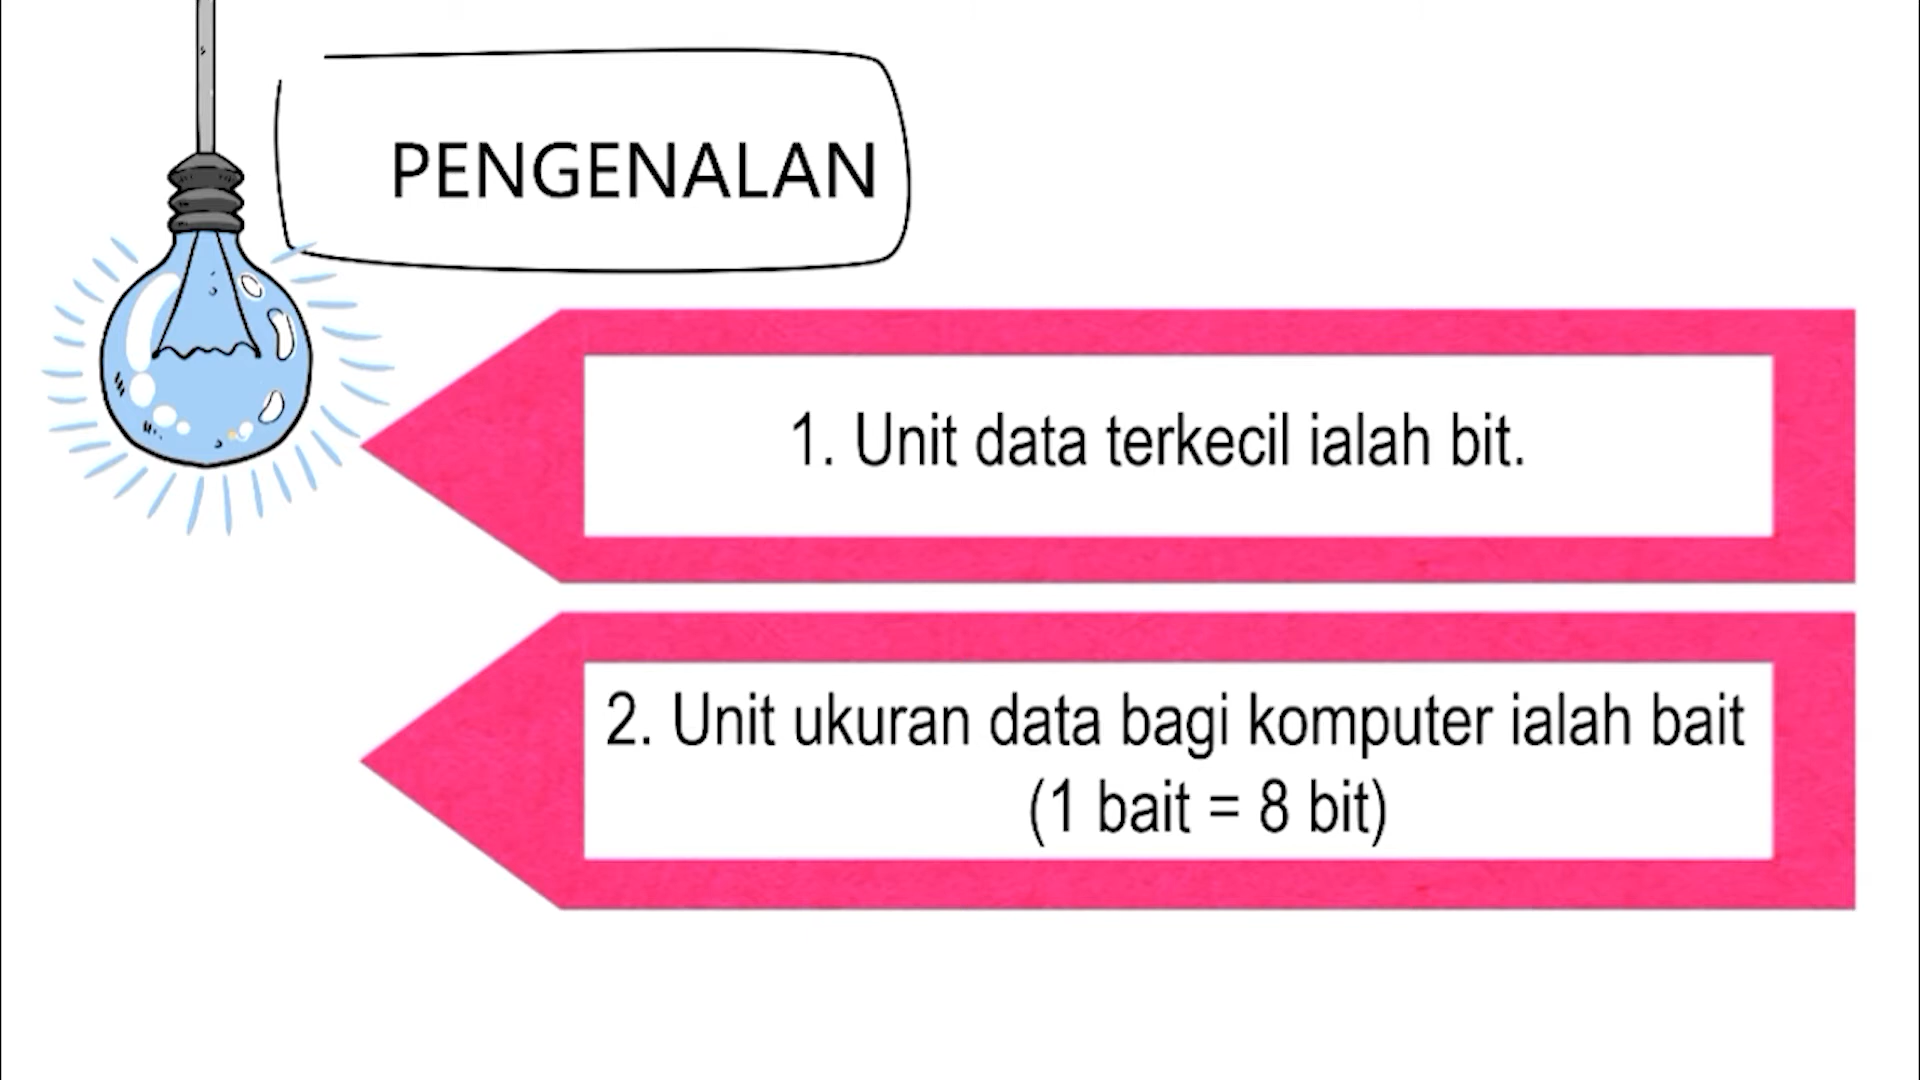 PENGENALAN
1. Unit data terkecil ialah bit.
2. Unit ukuran data bagi komputer ialah bait
(1 bait = 8 bit)